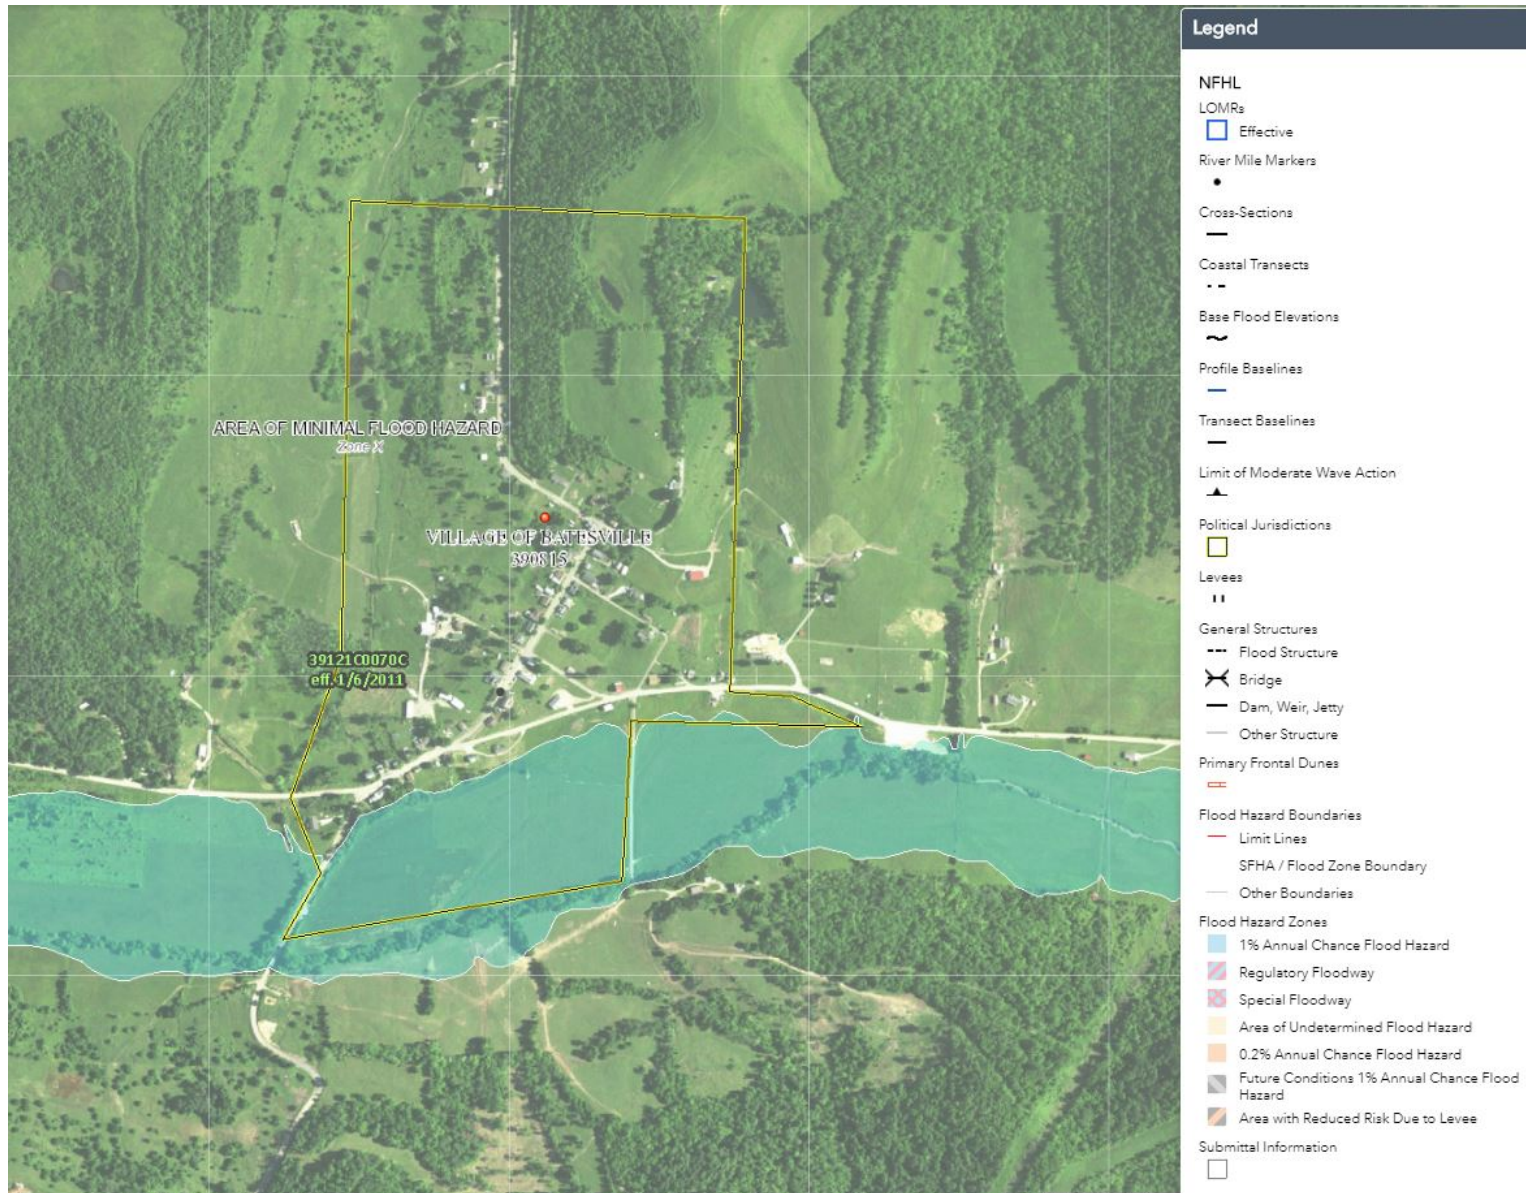 AREA OF MINIMAL FLOOD HAZARD
Zone X
VILLAGE OF BATESVILLE
390815
39121C0070C
eff. 1/6/2011
Legend
NFHL
LOMRs
Effective
River Mile Markers
Cross-Sections
Coastal Transects
Base Flood Elevations
Profile Baselines
Transect Baselines
Limit of Moderate Wave Action
Political Jurisdictions
Levees
General Structures
Flood Structure
Bridge
Dam, Weir, Jetty
Other Structure
Primary Frontal Dunes
Flood Hazard Boundaries
Limit Lines
SFHA / Flood Zone Boundary
Other Boundaries
Flood Hazard Zones
1% Annual Chance Flood Hazard
Regulatory Floodway
Special Floodway
Area of Undetermined Flood Hazard
0.2% Annual Chance Flood Hazard
Future Conditions 1% Annual Chance Flood
Hazard
Area with Reduced Risk Due to Levee
Submittal Information